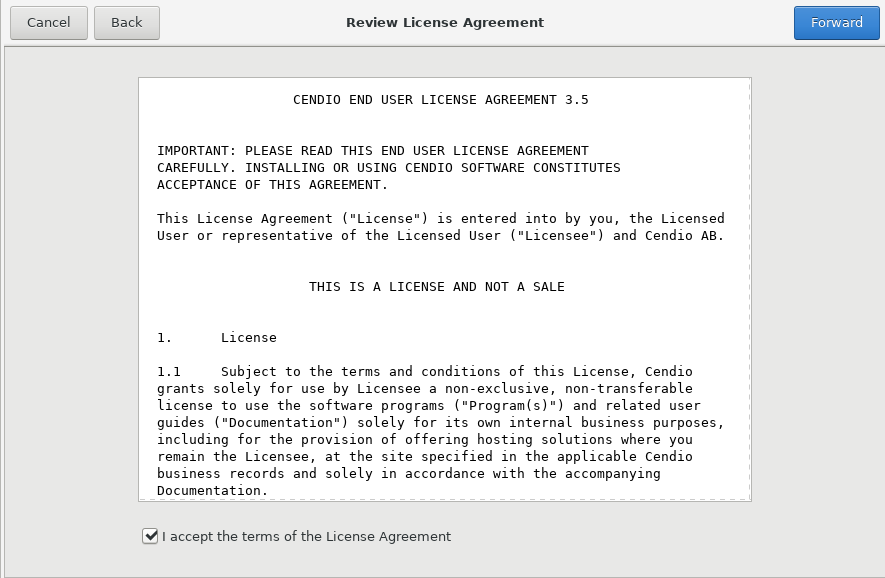 Cancel Back Review License Agreement Forward
CENDIO END USER LICENSE AGREEMENT 3.5
IMPORTANT: PLEASE READ THIS END USER LICENSE AGREEMENT
CAREFULLY. INSTALLING OR USING CENDIO SOFTWARE CONSTITUTES
ACCEPTANCE OF THIS AGREEMENT.
This License Agreement ("License") is entered into by you, the Licensed
User or representative of the Licensed User ("Licensee") and Cendio AB.
THIS IS A LICENSE AND NOT A SALE
1. License
1.1 Subject to the terms and conditions of this License, Cendio
grants solely for use by Licensee a non-exclusive, non-transferable
license to use the software programs ("Program(s)") and related user
guides ("Documentation") solely for its own internal business purposes,
including for the provision of offering hosting solutions where you
remain the Licensee, at the site specified in the applicable Cendio
business records and solely in accordance with the accompanying
Documentation.
I accept the terms of the License Agreement